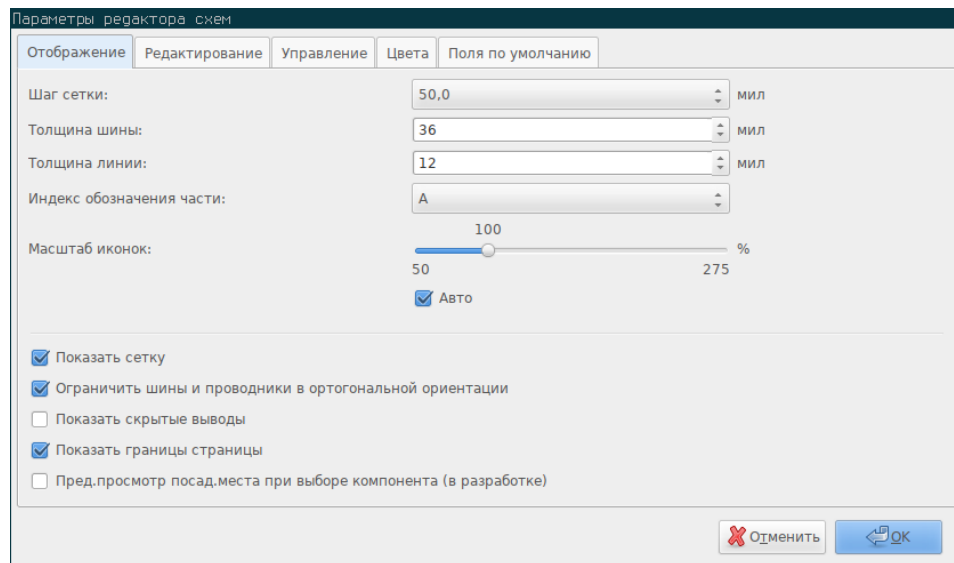 Параметры редактора схем
Отображение Редактирование Управление Цвета Поля по умолчанию
Шаг сетки: 50,0 мил
Толщина шины: 36 мил
Толщина линии: 12 мил
Индекс обозначения части: A
100
Масштаб иконок: %
50 275
Авто
Показать сетку
Ограничить шины и проводники в ортогональной ориентации
Показать скрытые выводы
Показать границы страницы
Пред.просмотр посад.места при выборе компонента (в разработке)
Отменить OK